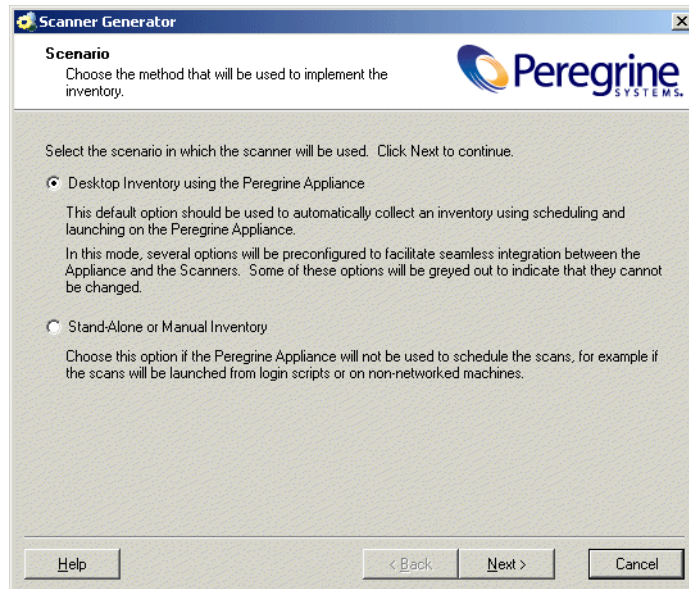 Scanner Generator
Scenario
Choose the method that will be used to implement the
inventory.
Peregrine
SYSTEMS.
Select the scenario in which the scanner will be used. Click Next to continue.
Desktop Inventory using the Peregrine Appliance
This default option should be used to automatically collect an inventory using scheduling and
launching on the Peregrine Appliance.
In this mode, several options will be preconfigured to facilitate seamless integration between the
Appliance and the Scanners. Some of these options will be greyed out to indicate that they cannot
be changed.
Stand-Alone or Manual Inventory
Choose this option if the Peregrine Appliance will not be used to schedule the scans, for example if
the scans will be launched from login scripts or on non-networked machines.
Help
< Back
Next >
Cancel